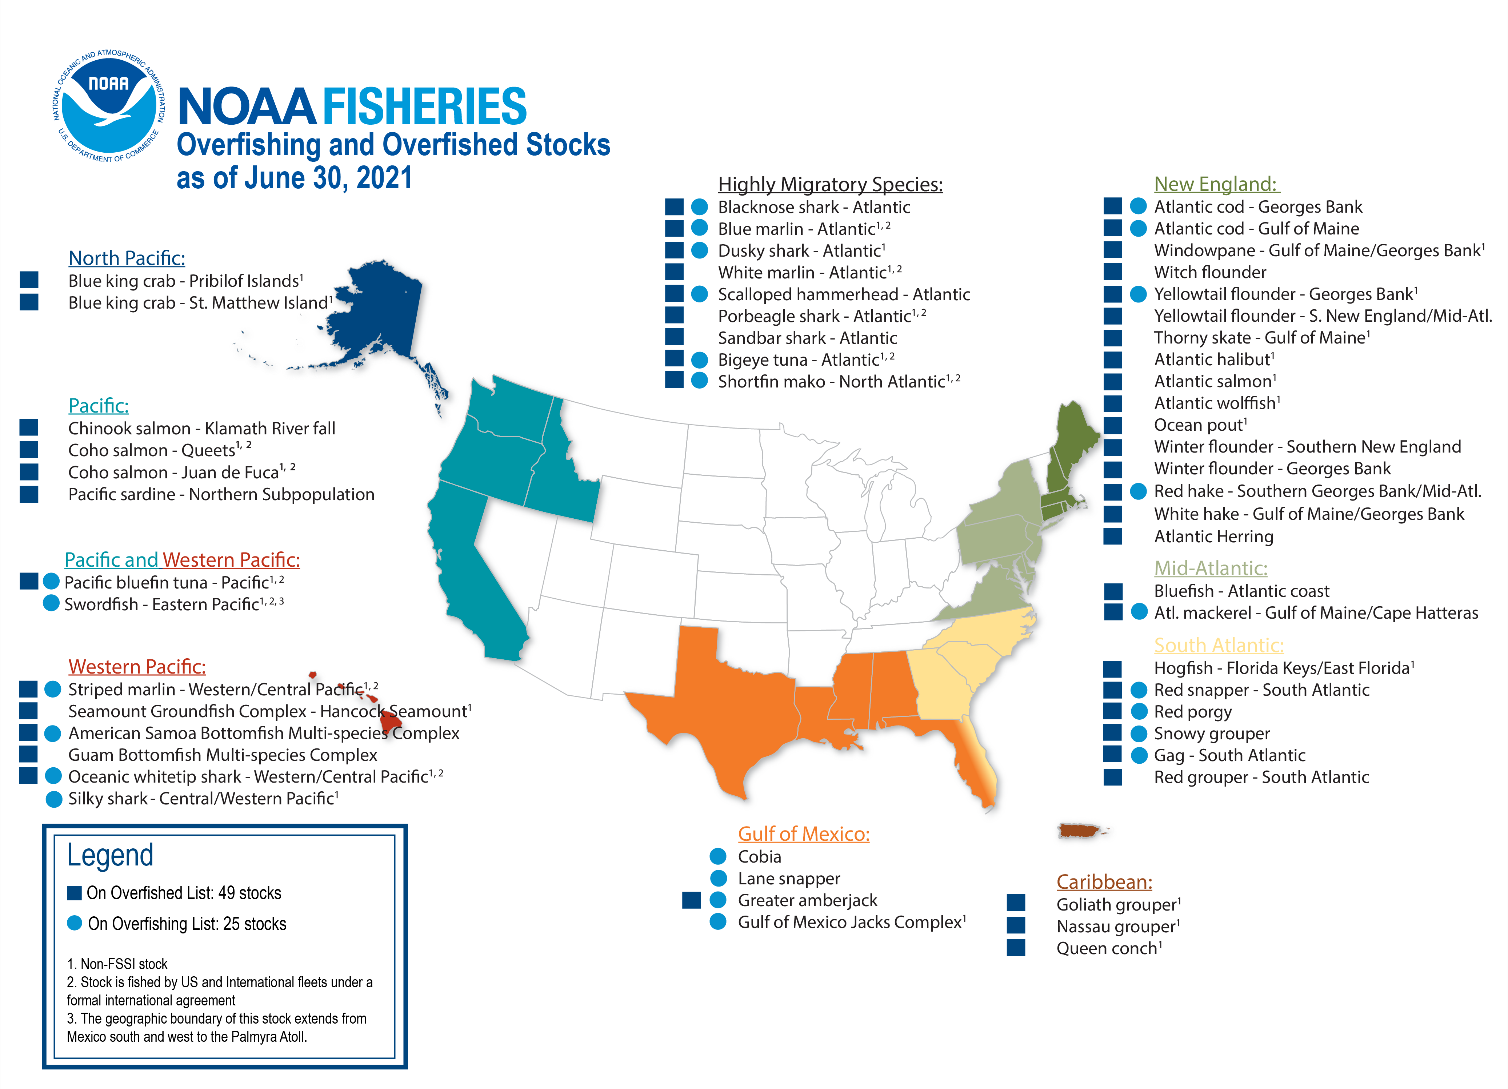 NATIONAL OCEANIC AND ATMOSPHERIC ADMINISTRATION
U.S. DEPARTMENT OF COMMERCE
NOAA
NOAA FISHERIES
Overfishing and Overfished Stocks
as of June 30, 2021
North Pacific:
Blue king crab - Pribilof Islands¹
Blue king crab - St. Matthew Island¹
Pacific:
Chinook salmon - Klamath River fall
Coho salmon - Queets¹, ²
Coho salmon - Juan de Fuca¹, ²
Pacific sardine - Northern Subpopulation
Pacific and Western Pacific:
Pacific bluefin tuna - Pacific¹, ²
Swordfish - Eastern Pacific¹, ², ³
Western Pacific:
Striped marlin - Western/Central Pacific¹, ²
Seamount Groundfish Complex - Hancock Seamount¹
American Samoa Bottomfish Multi-species Complex
Guam Bottomfish Multi-species Complex
Oceanic whitetip shark - Western/Central Pacific¹, ²
Silky shark - Central/Western Pacific¹
Legend
On Overfished List: 49 stocks
On Overfishing List: 25 stocks
1. Non-FSSI stock
2. Stock is fished by US and International fleets under a
formal international agreement
3. The geographic boundary of this stock extends from
Mexico south and west to the Palmyra Atoll.
Highly Migratory Species:
Blacknose shark - Atlantic
Blue marlin - Atlantic¹, ²
Dusky shark - Atlantic¹
White marlin - Atlantic¹, ²
Scalloped hammerhead - Atlantic
Porbeagle shark - Atlantic¹, ²
Sandbar shark - Atlantic
Bigeye tuna - Atlantic¹, ²
Shortfin mako - North Atlantic¹, ²
Gulf of Mexico:
Cobia
Lane snapper
Greater amberjack
Gulf of Mexico Jacks Complex¹
New England:
Atlantic cod - Georges Bank
Atlantic cod - Gulf of Maine
Windowpane - Gulf of Maine/Georges Bank¹
Witch flounder
Yellowtail flounder - Georges Bank¹
Yellowtail flounder - S. New England/Mid-Atl.
Thorny skate - Gulf of Maine¹
Atlantic halibut¹
Atlantic salmon¹
Atlantic wolffish¹
Ocean pout¹
Winter flounder - Southern New England
Winter flounder - Georges Bank
Red hake - Southern Georges Bank/Mid-Atl.
White hake - Gulf of Maine/Georges Bank
Atlantic Herring
Mid-Atlantic:
Bluefish - Atlantic coast
Atl. mackerel - Gulf of Maine/Cape Hatteras
South Atlantic:
Hogfish - Florida Keys/East Florida¹
Red snapper - South Atlantic
Red porgy
Snowy grouper
Gag - South Atlantic
Red grouper - South Atlantic
Caribbean:
Goliath grouper¹
Nassau grouper¹
Queen conch¹